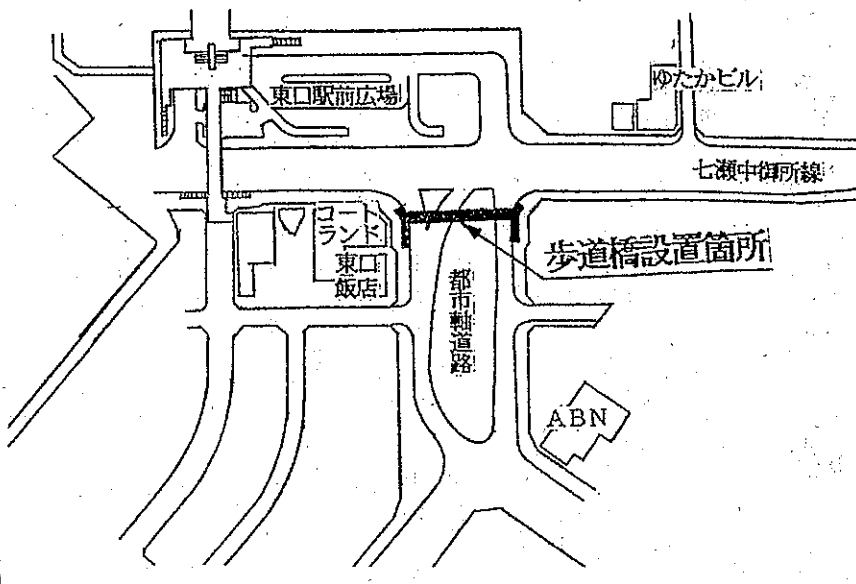 ゆたかビル
東口駅前広場
七瀬中御所線
コート
ランド
東口
飯店
歩道橋設置箇所
都市軸道路
ABN